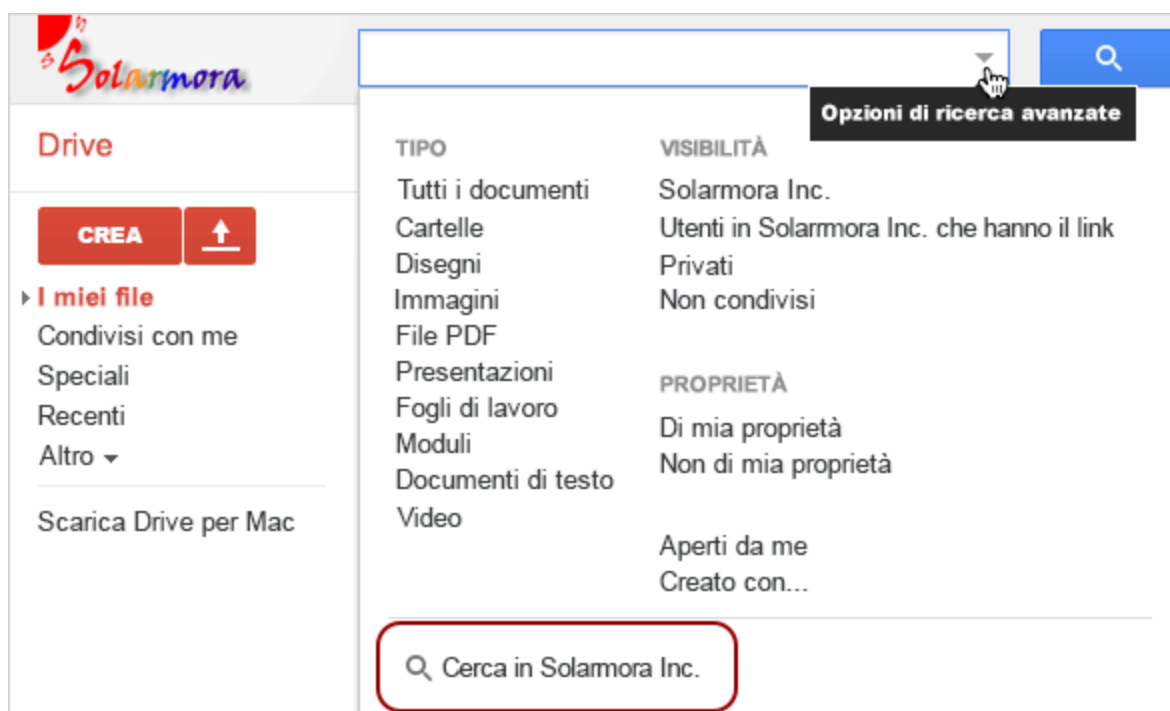 Solarmora
Opzioni di ricerca avanzate
Drive
CREA
I miei file
Condivisi con me
Speciali
Recenti
Altro
Scarica Drive per Mac
TIPO
Tutti i documenti
Cartelle
Disegni
Immagini
File PDF
Presentazioni
Fogli di lavoro
Moduli
Documenti di testo
Video
VISIBILITÀ
Solarmora Inc.
Utenti in Solarrmora Inc. che hanno il link
Privati
Non condivisi
PROPRIETÀ
Di mia proprietà
Non di mia proprietà
Aperti da me
Creato con...
Cerca in Solarmora Inc.